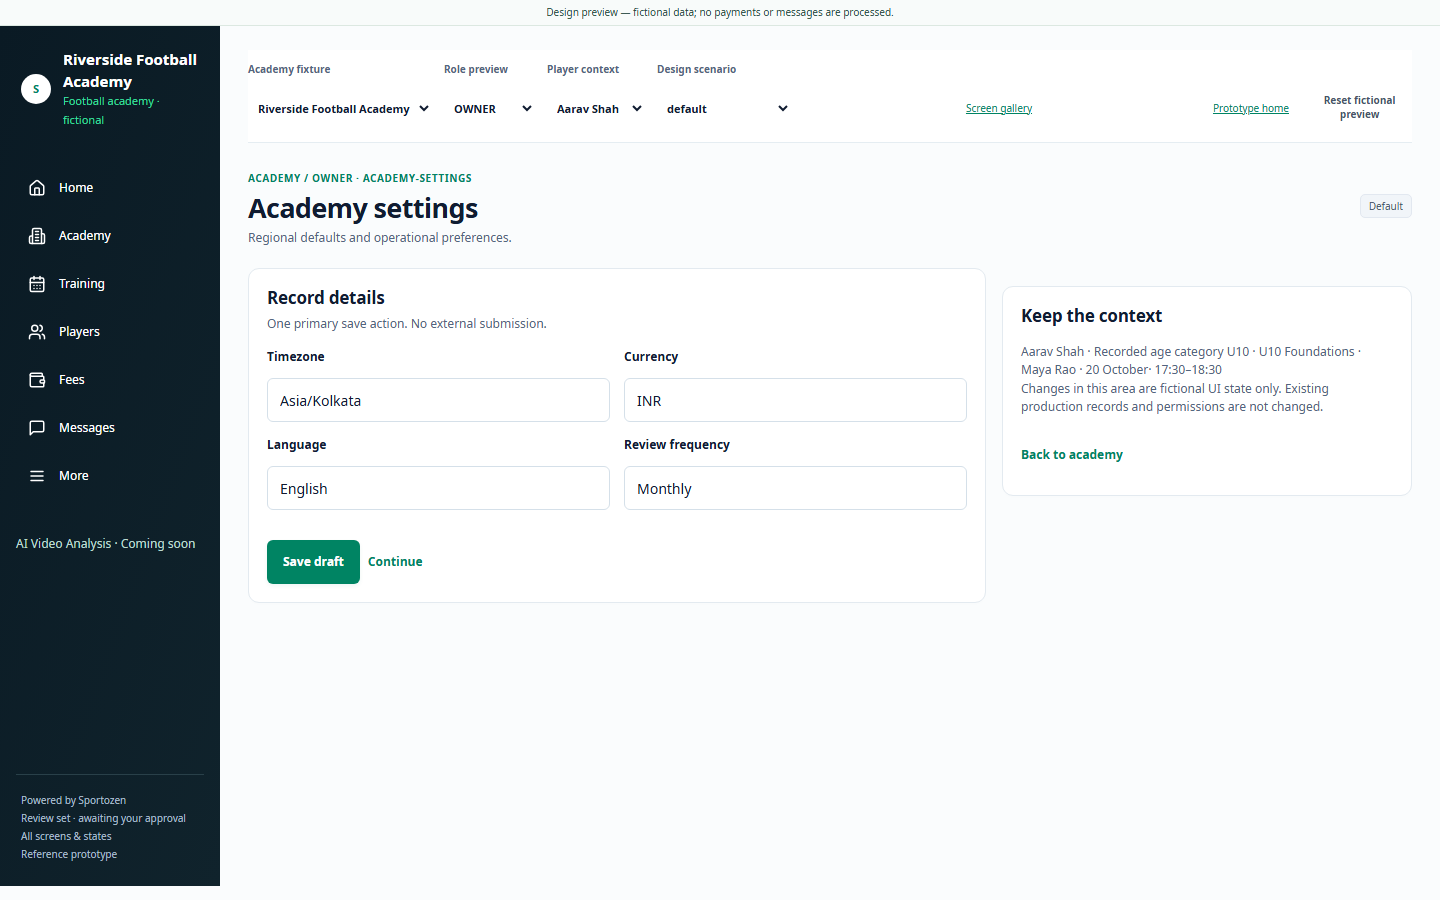 Design preview — fictional data; no payments or messages are processed.
S
Riverside Football
Academy
Football academy ·
fictional
Home
Academy
Training
Players
Fees
Messages
More
AI Video Analysis · Coming soon
Powered by Sportozen
Review set · awaiting your approval
All screens & states
Reference prototype
Academy fixture
Role preview
Player context
Design scenario
Riverside Football Academy
OWNER
Aarav Shah
default
Screen gallery
Prototype home
Reset fictional
preview
ACADEMY / OWNER · ACADEMY-SETTINGS
Academy settings
Regional defaults and operational preferences.
Default
Record details
One primary save action. No external submission.
Timezone
Currency
Asia/Kolkata
INR
Language
Review frequency
English
Monthly
Save draft
Continue
Keep the context
Aarav Shah · Recorded age category U10 · U10 Foundations ·
Maya Rao · 20 October· 17:30–18:30
Changes in this area are fictional UI state only. Existing
production records and permissions are not changed.
Back to academy